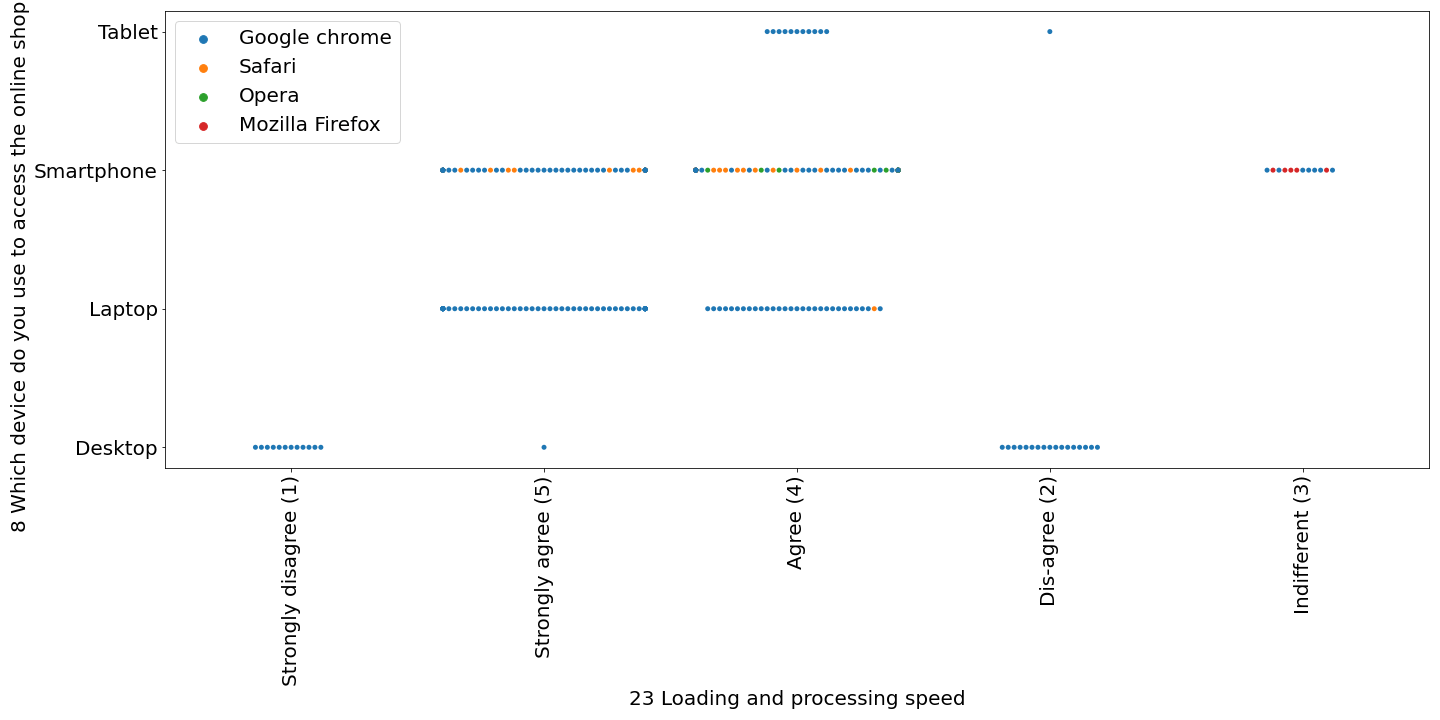 8 Which device do you use to access the online shop
Tablet
Smartphone
Laptop
Desktop
Google chrome
Safari
Opera
Mozilla Firefox
Strongly disagree (1)
Strongly agree (5)
Agree (4)
Dis-agree (2)
Indifferent (3)
23 Loading and processing speed